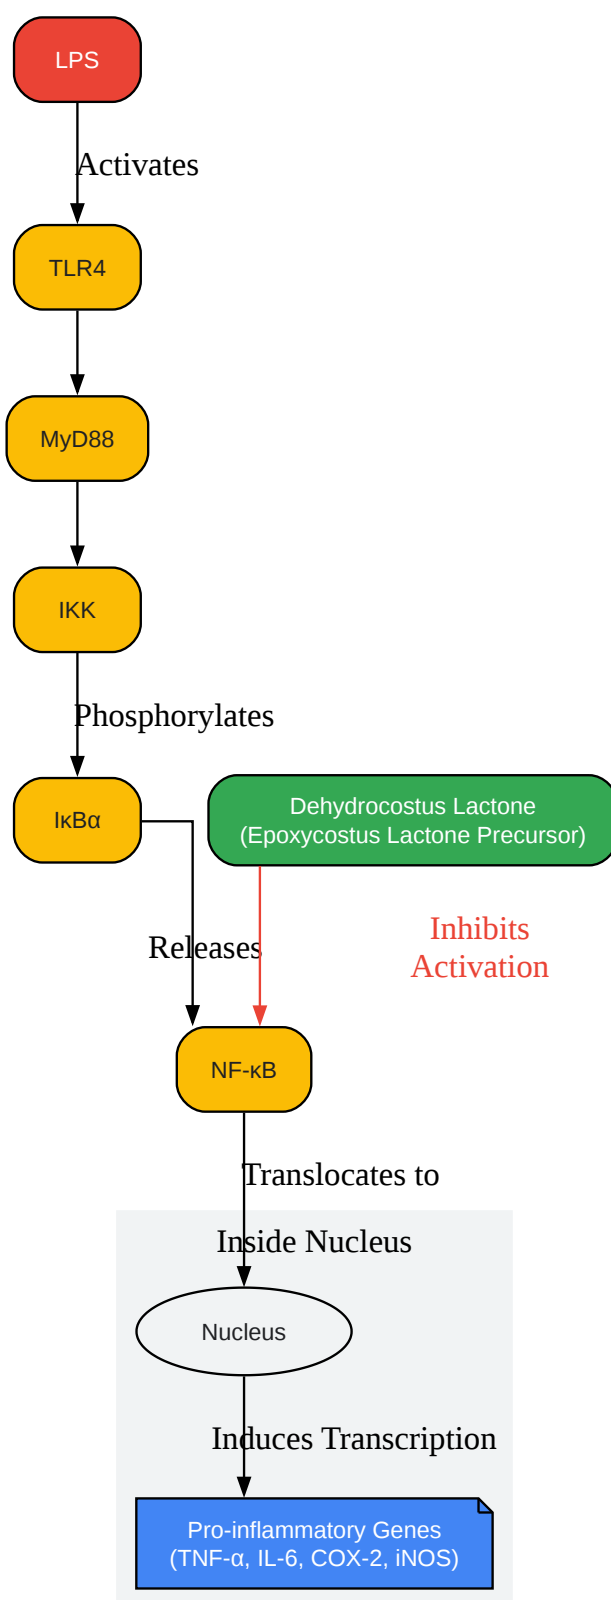 LPS
Activates
TLR4
MyD88
IKK
Phosphorylates
IκBα
Dehydrocostus Lactone
(Epoxycostus Lactone Precursor)
Releases
Inhibits
Activation
NF-κB
Translocates to
Inside Nucleus
Nucleus
Induces Transcription
Pro-inflammatory Genes
(TNF-α, IL-6, COX-2, iNOS)